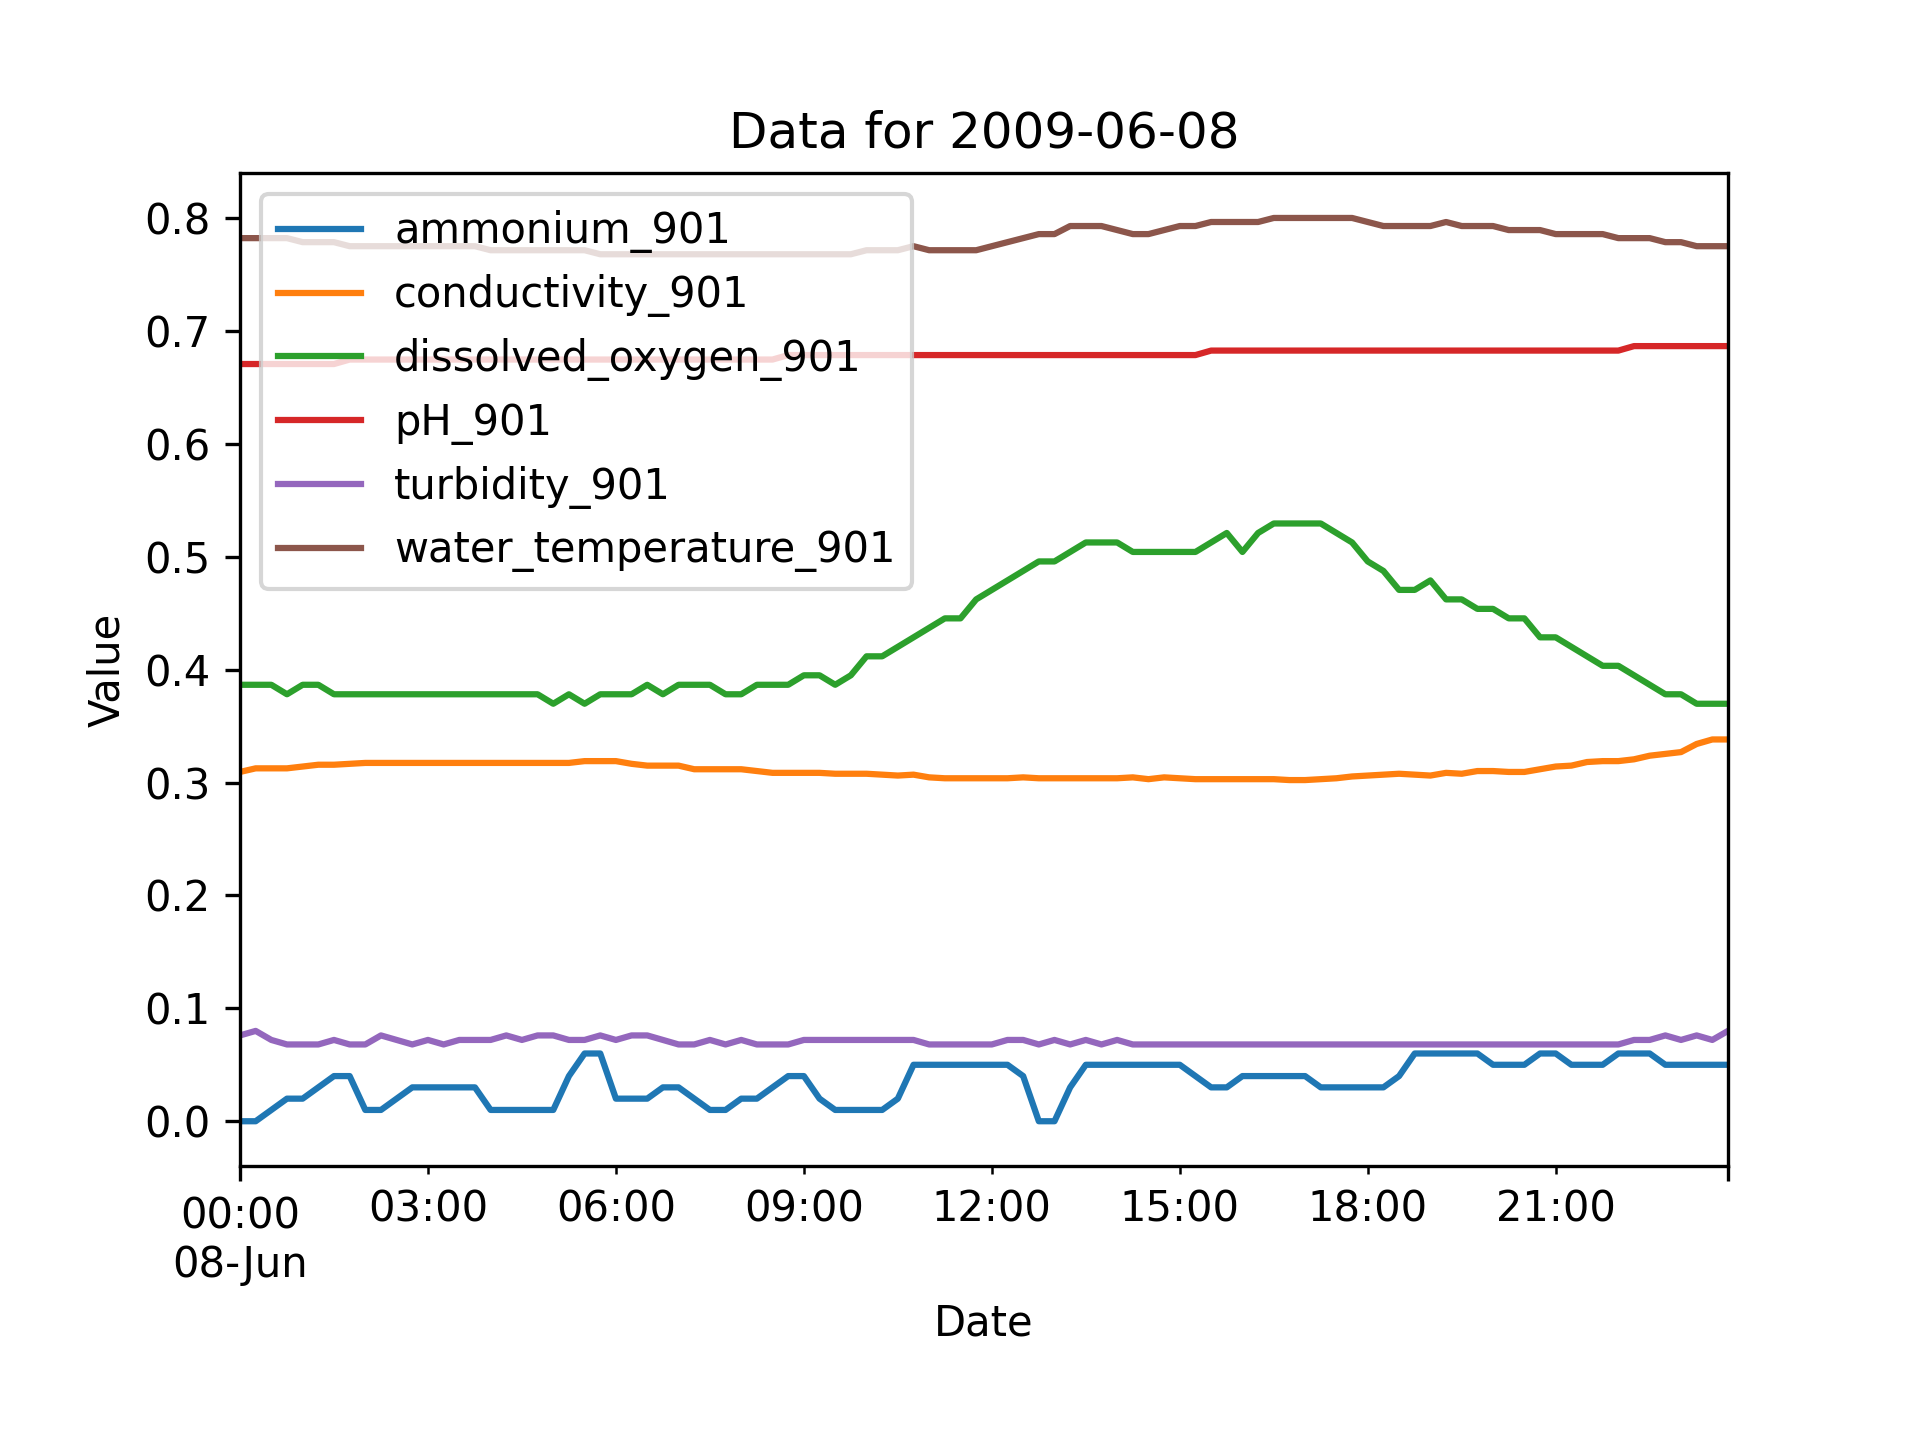 Data for 2009-06-08
ammonium_901
conductivity_901
dissolved_oxygen_901
pH_901
turbidity_901
water_temperature_901
Value
0.8
0.7
0.6
0.5
0.4
0.3
0.2
0.1
0.0
00:00 03:00 06:00 09:00 12:00 15:00 18:00 21:00
08-Jun
Date